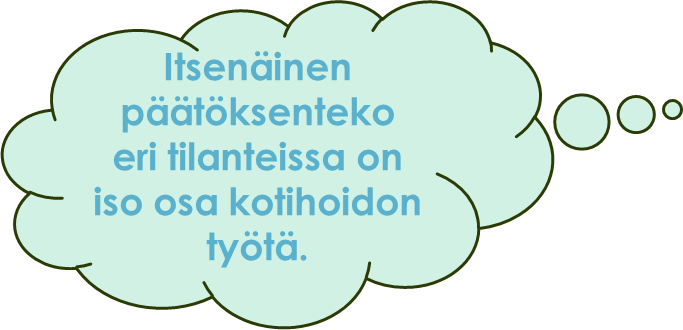 Itsenäinen
päätöksenteko
eri tilanteissa on
iso osa kotihoidon
työtä.